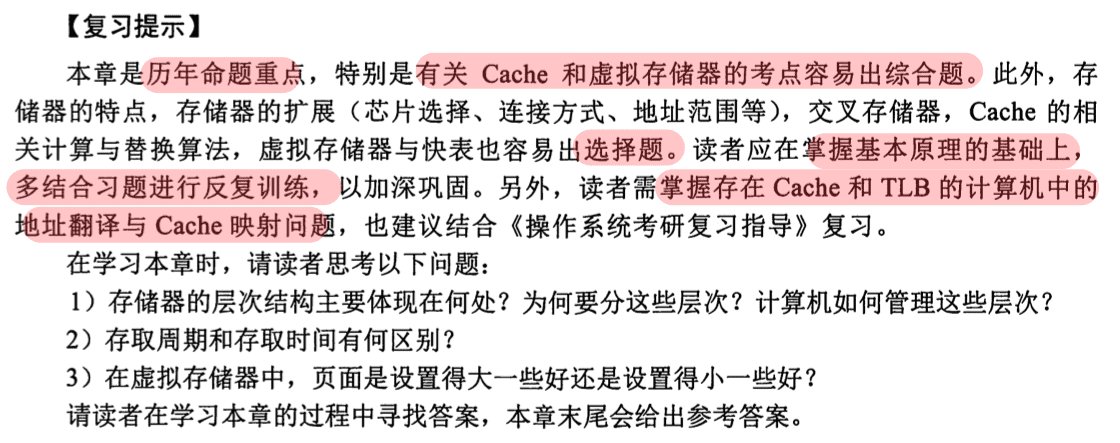 【复习提示】
本章是历年命题重点，特别是有关 Cache 和虚拟存储器的考点容易出综合题。此外，存
储器的特点，存储器的扩展（芯片选择、连接方式、地址范围等），交叉存储器，Cache 的相
关计算与替换算法，虚拟存储器与快表也容易出选择题。读者应在掌握基本原理的基础上，
多结合习题进行反复训练，以加深巩固。另外，读者需掌握存在 Cache 和 TLB 的计算机中的
地址翻译与 Cache 映射问题，也建议结合《操作系统考研复习指导》复习。
在学习本章时，请读者思考以下问题：
1）存储器的层次结构主要体现在何处？为何要分这些层次？计算机如何管理这些层次？
2）存取周期和存取时间有何区别？
3）在虚拟存储器中，页面是设置得大一些好还是设置得小一些好？
请读者在学习本章的过程中寻找答案，本章末尾会给出参考答案。